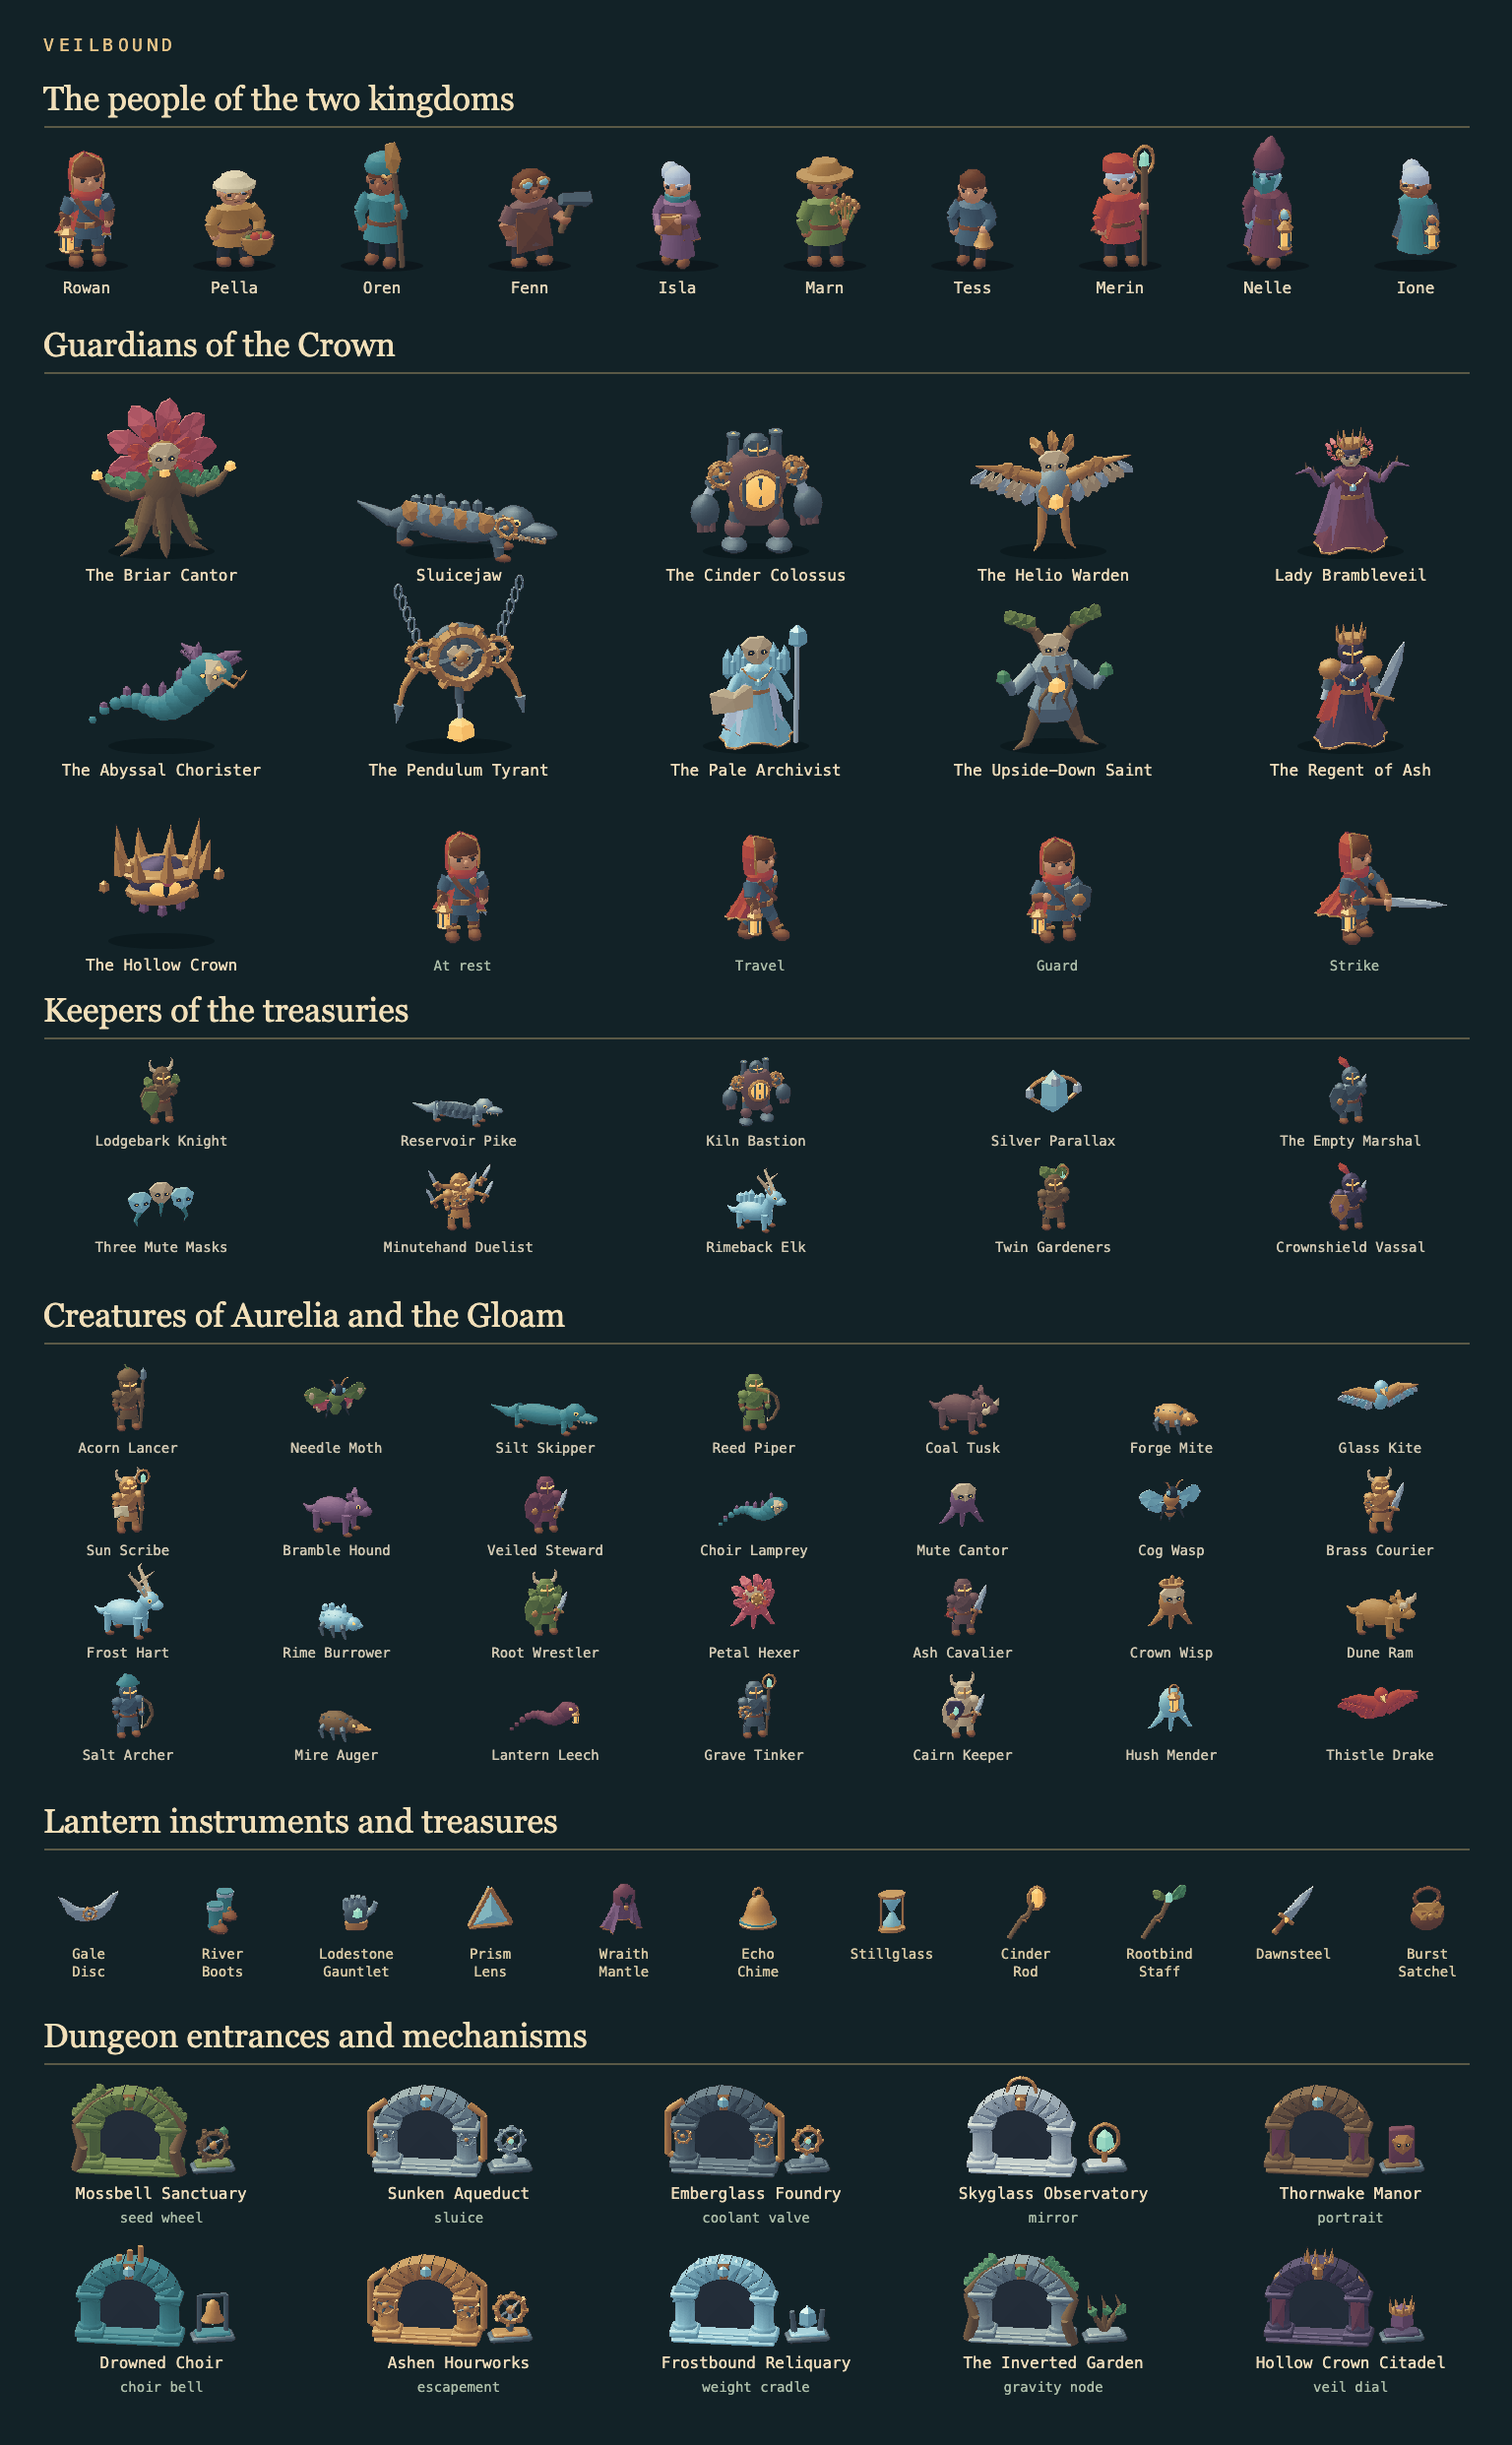 VEILBOUND
The people of the two kingdoms
Rowan
Pella
Oren
Fenn
Isla
Marn
Tess
Merin
Nelle
Ione
Guardians of the Crown
The Briar Cantor
Sluicejaw
The Cinder Colossus
The Helio Warden
Lady Brambleveil
The Abyssal Chorister
The Pendulum Tyrant
The Pale Archivist
The Upside-Down Saint
The Regent of Ash
The Hollow Crown
At rest
Travel
Guard
Strike
Keepers of the treasuries
Lodgebark Knight
Reservoir Pike
Kiln Bastion
Silver Parallax
The Empty Marshal
Three Mute Masks
Minutehand Duelist
Rimeback Elk
Twin Gardeners
Crownshield Vassal
Creatures of Aurelia and the Gloam
Acorn Lancer
Needle Moth
Silt Skipper
Reed Piper
Coal Tusk
Forge Mite
Glass Kite
Sun Scribe
Bramble Hound
Veiled Steward
Choir Lamprey
Mute Cantor
Cog Wasp
Brass Courier
Frost Hart
Rime Burrower
Root Wrestler
Petal Hexer
Ash Cavalier
Crown Wisp
Dune Ram
Salt Archer
Mire Auger
Lantern Leech
Grave Tinker
Cairn Keeper
Hush Mender
Thistle Drake
Lantern instruments and treasures
Gale
Disc
River
Boots
Lodestone
Gauntlet
Prism
Lens
Wraith
Mantle
Echo
Chime
Stillglass
Cinder
Rod
Rootbind
Staff
Dawnsteel
Burst
Satchel
Dungeon entrances and mechanisms
Mossbell Sanctuary
seed wheel
Sunken Aqueduct
sluice
Emberglass Foundry
coolant valve
Skyglass Observatory
mirror
Thornwake Manor
portrait
Drowned Choir
choir bell
Ashen Hourworks
escapement
Frostbound Reliquary
weight cradle
The Inverted Garden
gravity node
Hollow Crown Citadel
veil dial